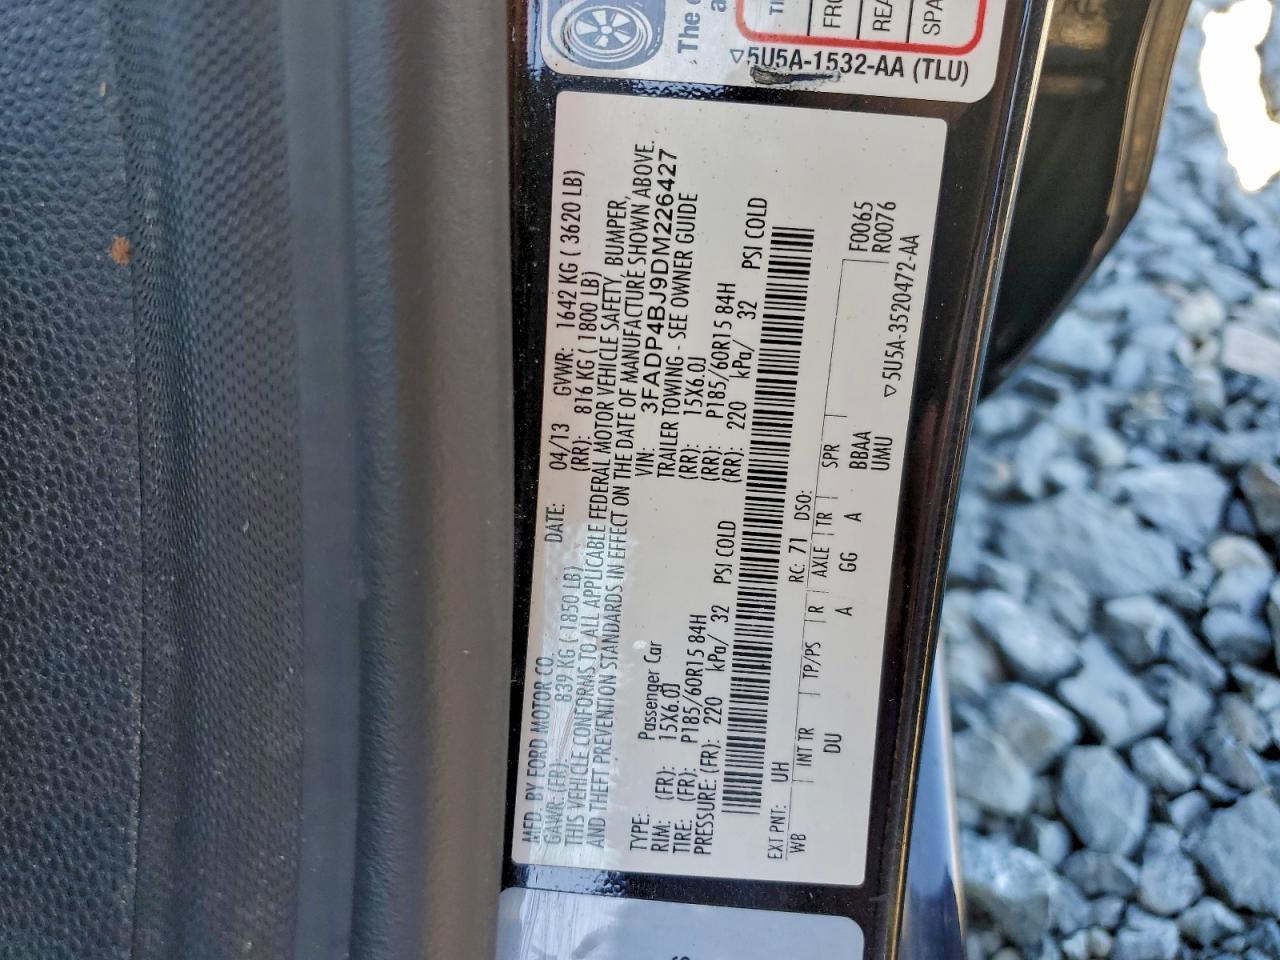 The
TI
FRO
REA
SPA
▽5U5A-1532-AA (TLU)
MFD. BY FORD MOTOR CO. DATE: 04/13 GVWR: 1642 KG ( 3620 LB)
GAWR: (FR): 839 KG ( 1850 LB) (RR): 816 KG ( 1800 LB)
THIS VEHICLE CONFORMS TO ALL APPLICABLE FEDERAL MOTOR VEHICLE SAFETY, BUMPER,
AND THEFT PREVENTION STANDARDS IN EFFECT ON THE DATE OF MANUFACTURE SHOWN ABOVE.
VIN: 3FADP4BJ9DM226427
TYPE: Passenger Car TRAILER TOWING - SEE OWNER GUIDE
RIM: (FR): 15X6.0J (RR): 15X6.0J
TIRE: (FR): P185/60R15 84H (RR): P185/60R15 84H
PRESSURE: (FR): 220 kPa/ 32 PSI COLD (RR): 220 kPa/ 32 PSI COLD
EXT PNT: UH RC: 71 DSO:
WB INT TR TP/PS R AXLE TR SPR F0065
DU A GG A BBAA R0076
UMU
▽5U5A-3520472-AA